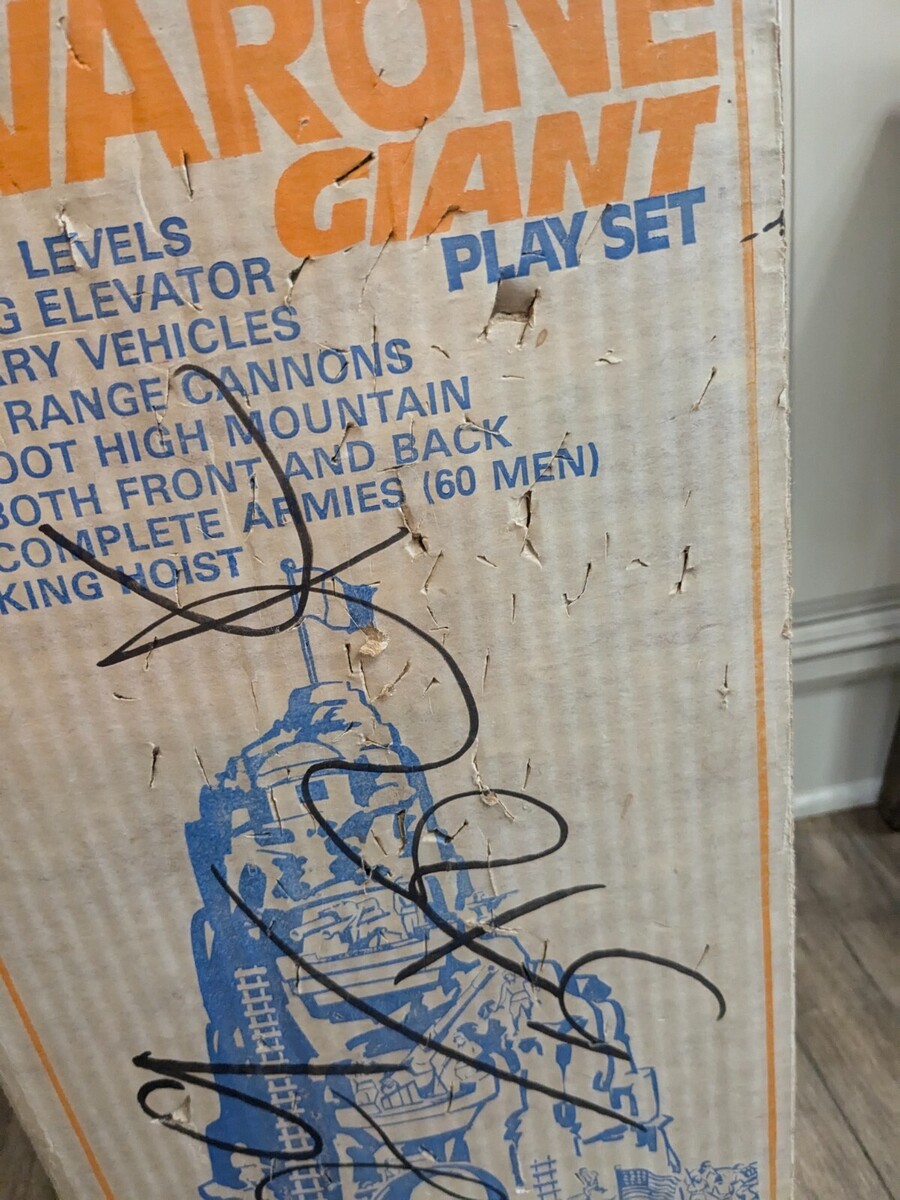 VARONE
GIANT
PLAY SET
LEVELS
G ELEVATOR
ARY VEHICLES
RANGE CANNONS
OOT HIGH MOUNTAIN
BOTH FRONT AND BACK
COMPLETE ARMIES (60 MEN)
KING HOIST